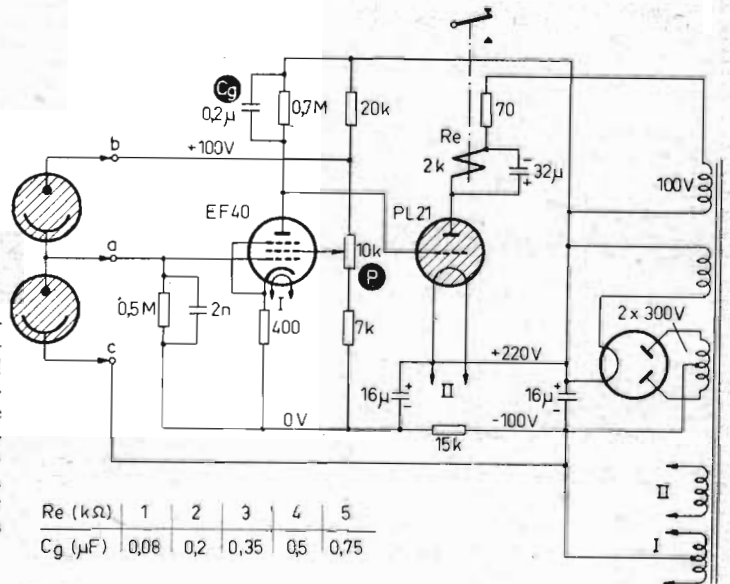 Cg
0,2µ
0,7M
20k
70
Re
2k
32µ
100V
b
+100V
EF40
PL21
a
10k
P
0,5M
2n
I
400
7k
2 x 300V
+220V
c
16µ
II
16µ
0V
-100V
15k
II
I
Re (kΩ) 1 2 3 4 5
Cg (µF) 0,08 0,2 0,35 0,5 0,75